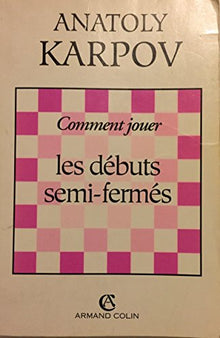 ANATOLY
KARPOV
Comment jouer
les débuts
semi-fermés
AC
ARMAND COLIN